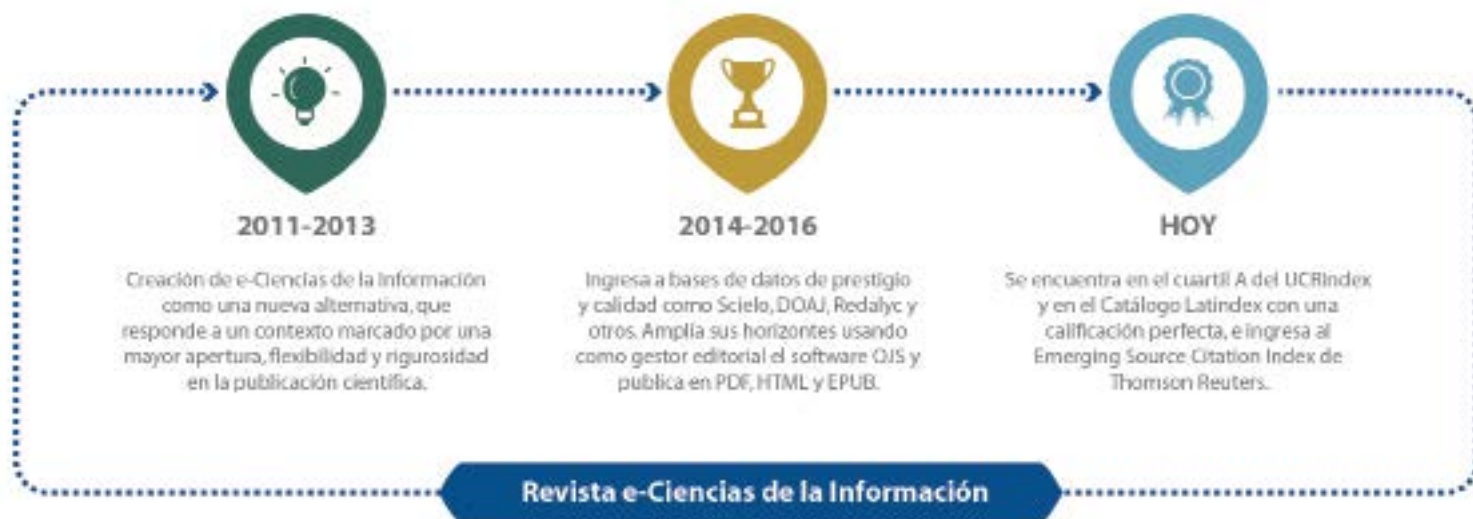 2011-2013
Creación de e-Ciencias de la Información
como una nueva alternativa, que
responde a un contexto marcado por una
mayor apertura, flexibilidad y rigurosidad
en la publicación científica.
2014-2016
Ingresa a bases de datos de prestigio
y calidad como Scielo, DOAJ, Redalyc y
otros. Amplía sus horizontes usando
como gestor editorial el software OJS y
publica en PDF, HTML y EPUB.
HOY
Se encuentra en el cuartil A del UCRIndex
y en el Catálogo Latindex con una
calificación perfecta, e ingresa al
Emerging Source Citation Index de
Thomson Reuters.
Revista e-Ciencias de la Información